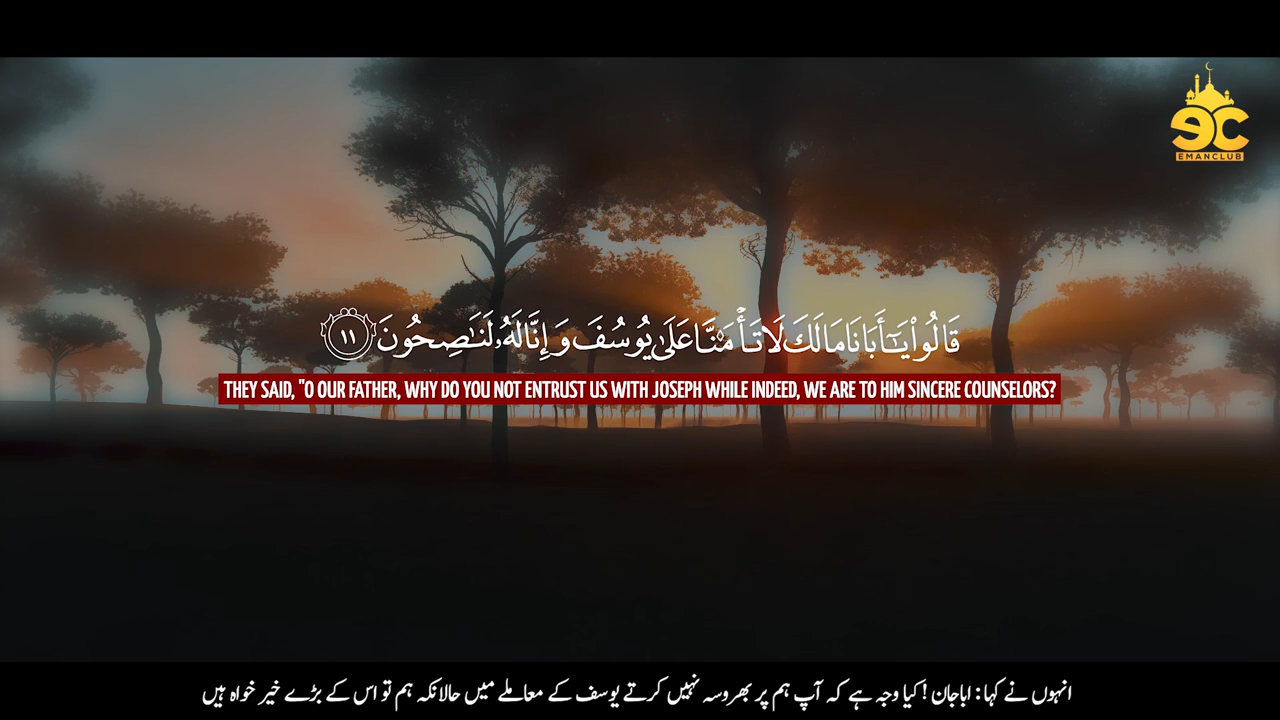 EC
EMANCLUB
قَالُوا۟ يَـٰٓأَبَانَا مَالَكَ لَا تَأْمَ۫نَّا عَلَىٰ يُوسُفَ وَإِنَّا لَهُۥ لَنَـٰصِحُونَ ١١
THEY SAID, "O OUR FATHER, WHY DO YOU NOT ENTRUST US WITH JOSEPH WHILE INDEED, WE ARE TO HIM SINCERE COUNSELORS?
انہوں نے کہا: اباجان! کیا وجہ ہے کہ آپ ہم پر بھروسہ نہیں کرتے یوسف کے معاملے میں حالانکہ ہم تو اس کے بڑے خیر خواہ ہیں